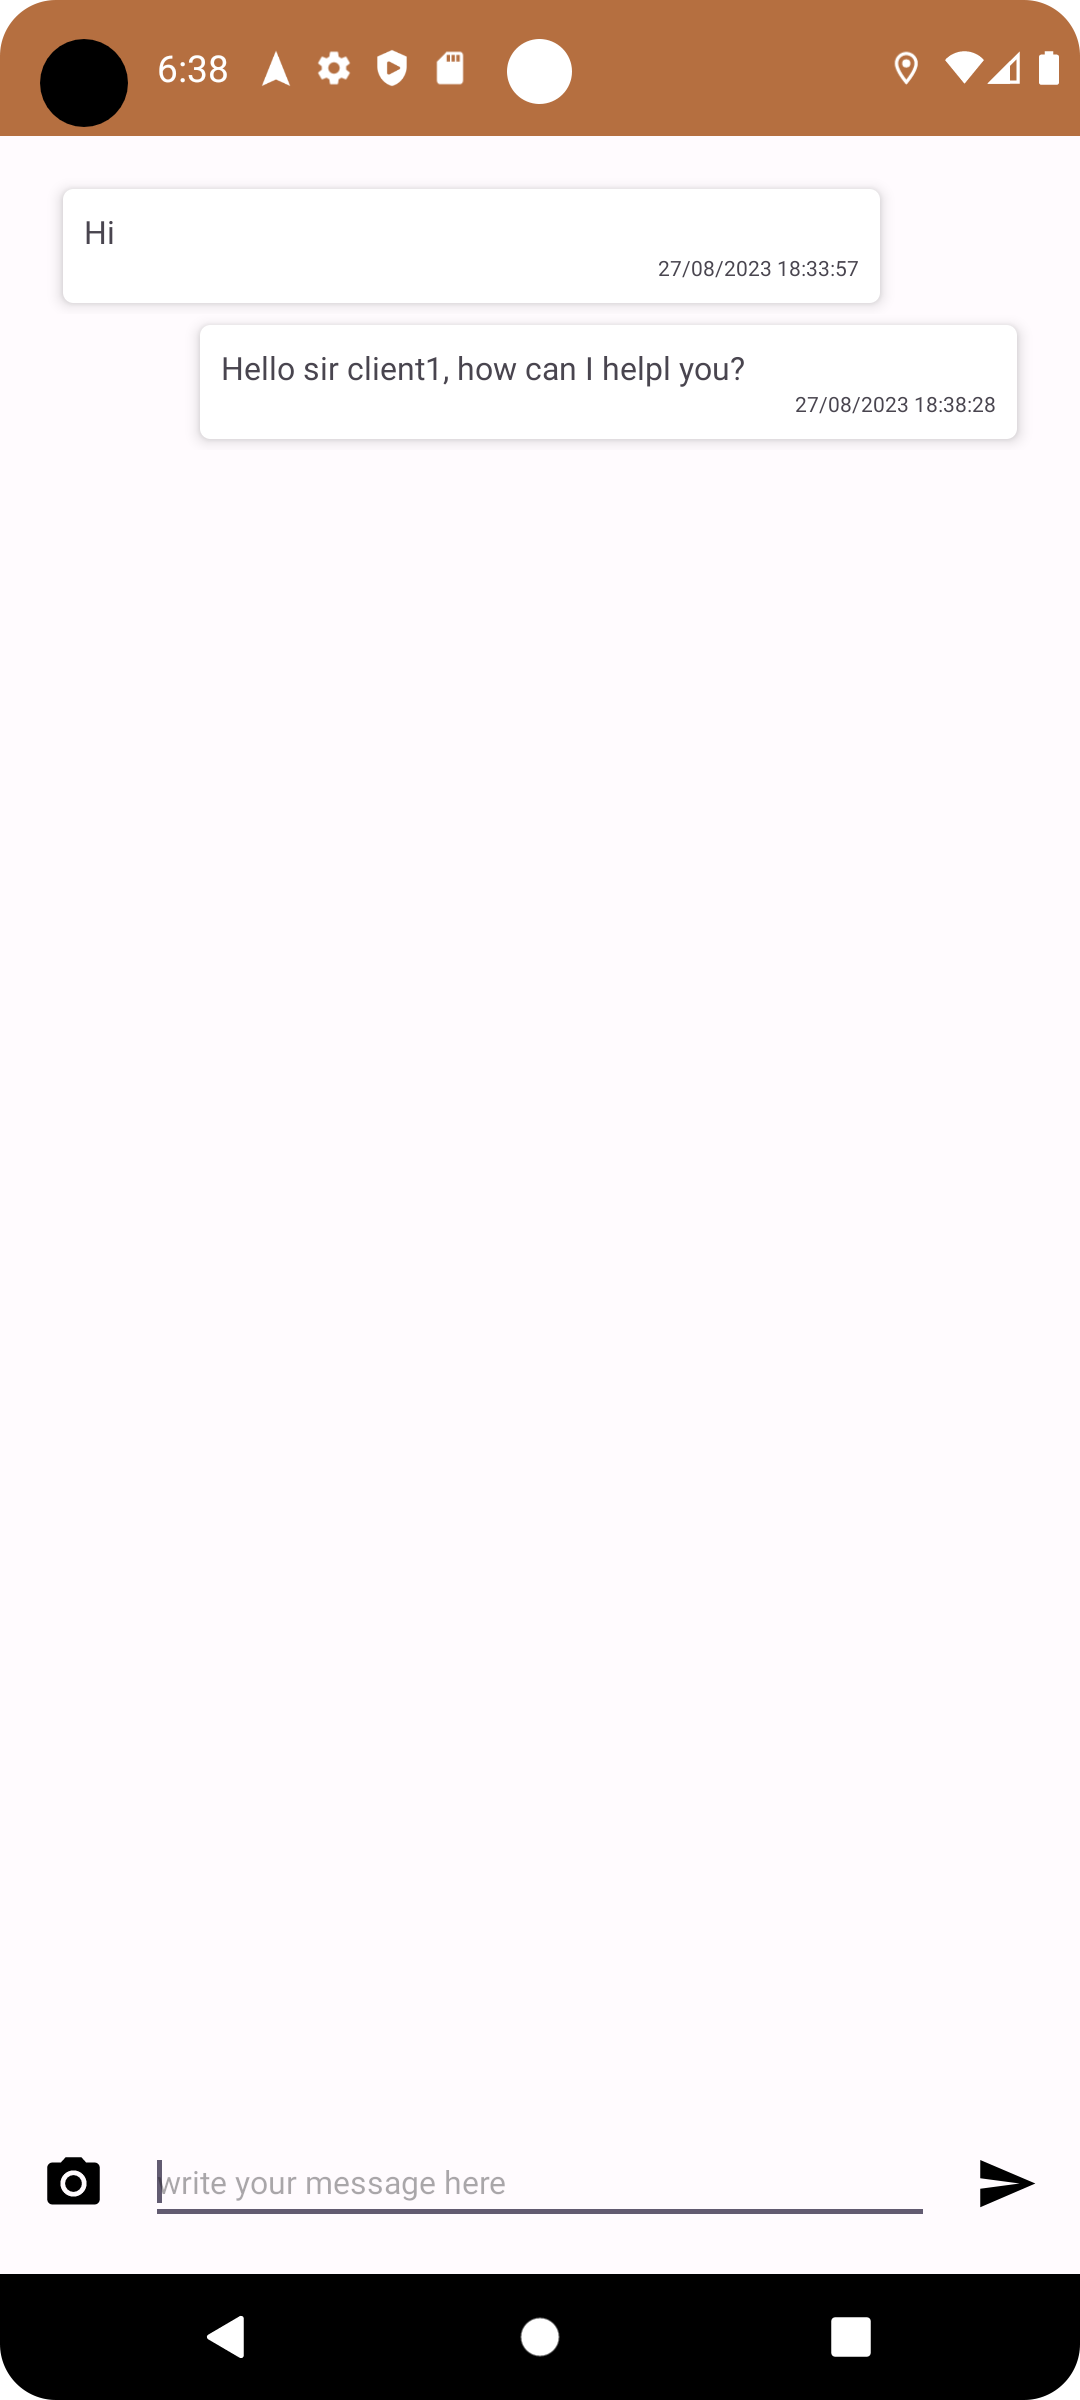 6:38
Hi
27/08/2023 18:33:57
Hello sir client1, how can I helpl you?
27/08/2023 18:38:28
write your message here